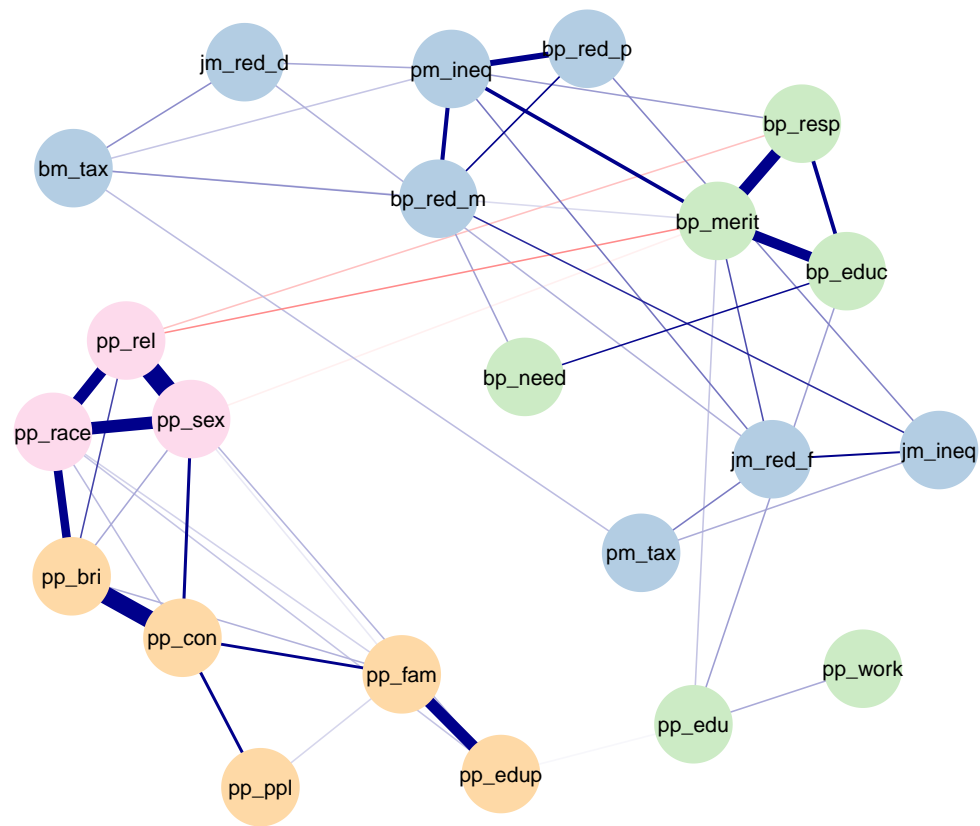 bp_red_p
jm_red_d
pm_ineq
bp_resp
bm_tax
bp_red_m
bp_merit
bp_educ
pp_rel
bp_need
pp_sex
pp_race
jm_ineq
jm_red_f
pm_tax
pp_bri
pp_con
pp_work
pp_fam
pp_edu
pp_edup
pp_ppl